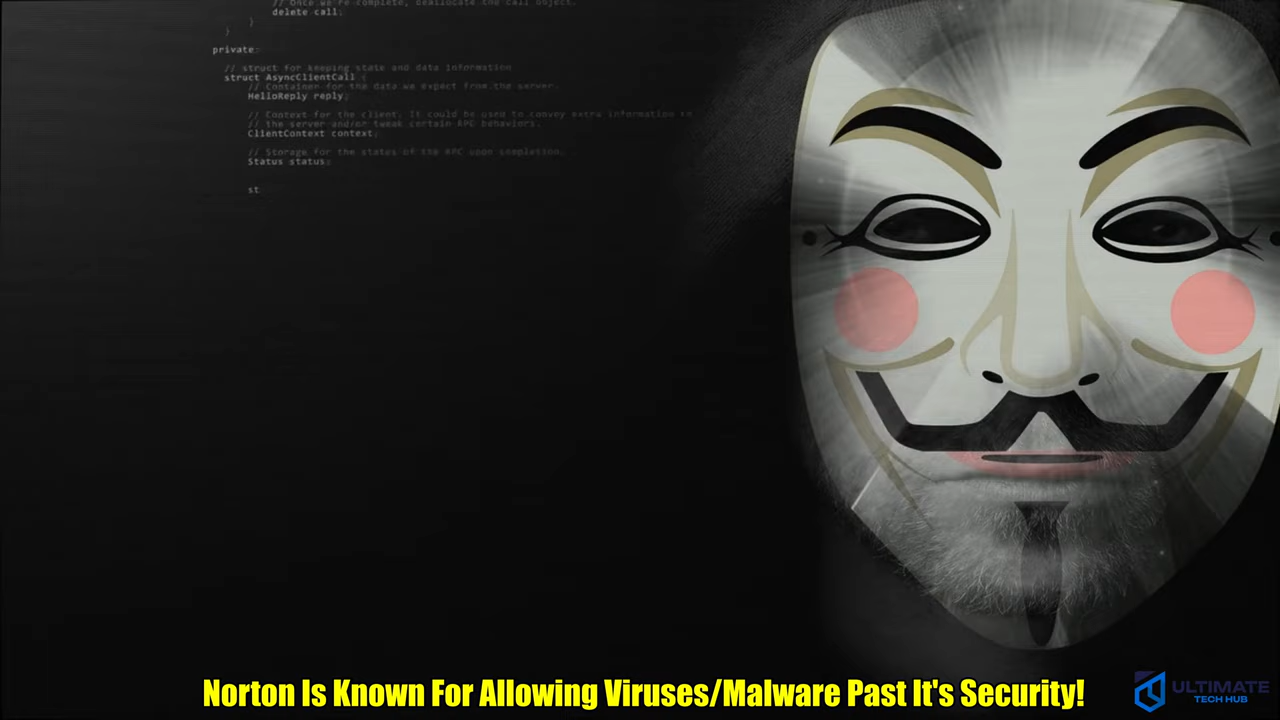 // Once we're complete, deallocate the call object.
delete call;
}
}
private:
// struct for keeping state and data information
struct AsyncClientCall {
// Container for the data we expect from the server.
HelloReply reply;
// Context for the client. It could be used to convey extra information to
// the server and/or tweak certain RPC behaviors.
ClientContext context;
// Storage for the status of the RPC upon completion.
Status status;
st
Norton Is Known For Allowing Viruses/Malware Past It's Security!
ULTIMATE
TECH HUB